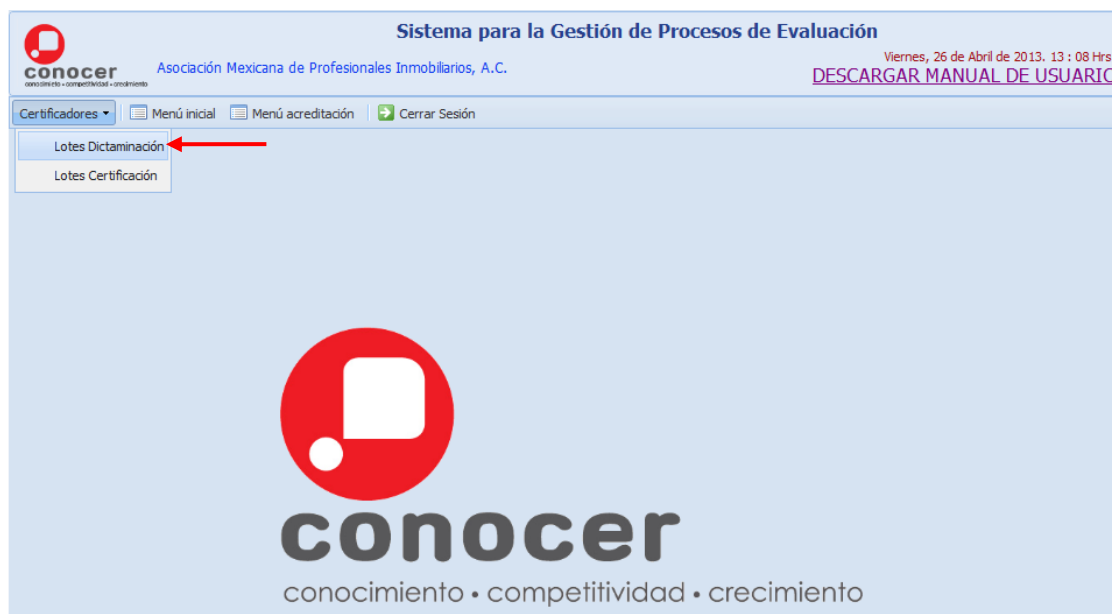 Sistema para la Gestión de Procesos de Evaluación
conocer
conocimiento • competitividad • crecimiento
Asociación Mexicana de Profesionales Inmobiliarios, A.C.
Viernes, 26 de Abril de 2013. 13 : 08 Hrs
DESCARGAR MANUAL DE USUARIO
Certificadores Menú inicial Menú acreditación Cerrar Sesión
Lotes Dictaminación
Lotes Certificación
conocer
conocimiento • competitividad • crecimiento